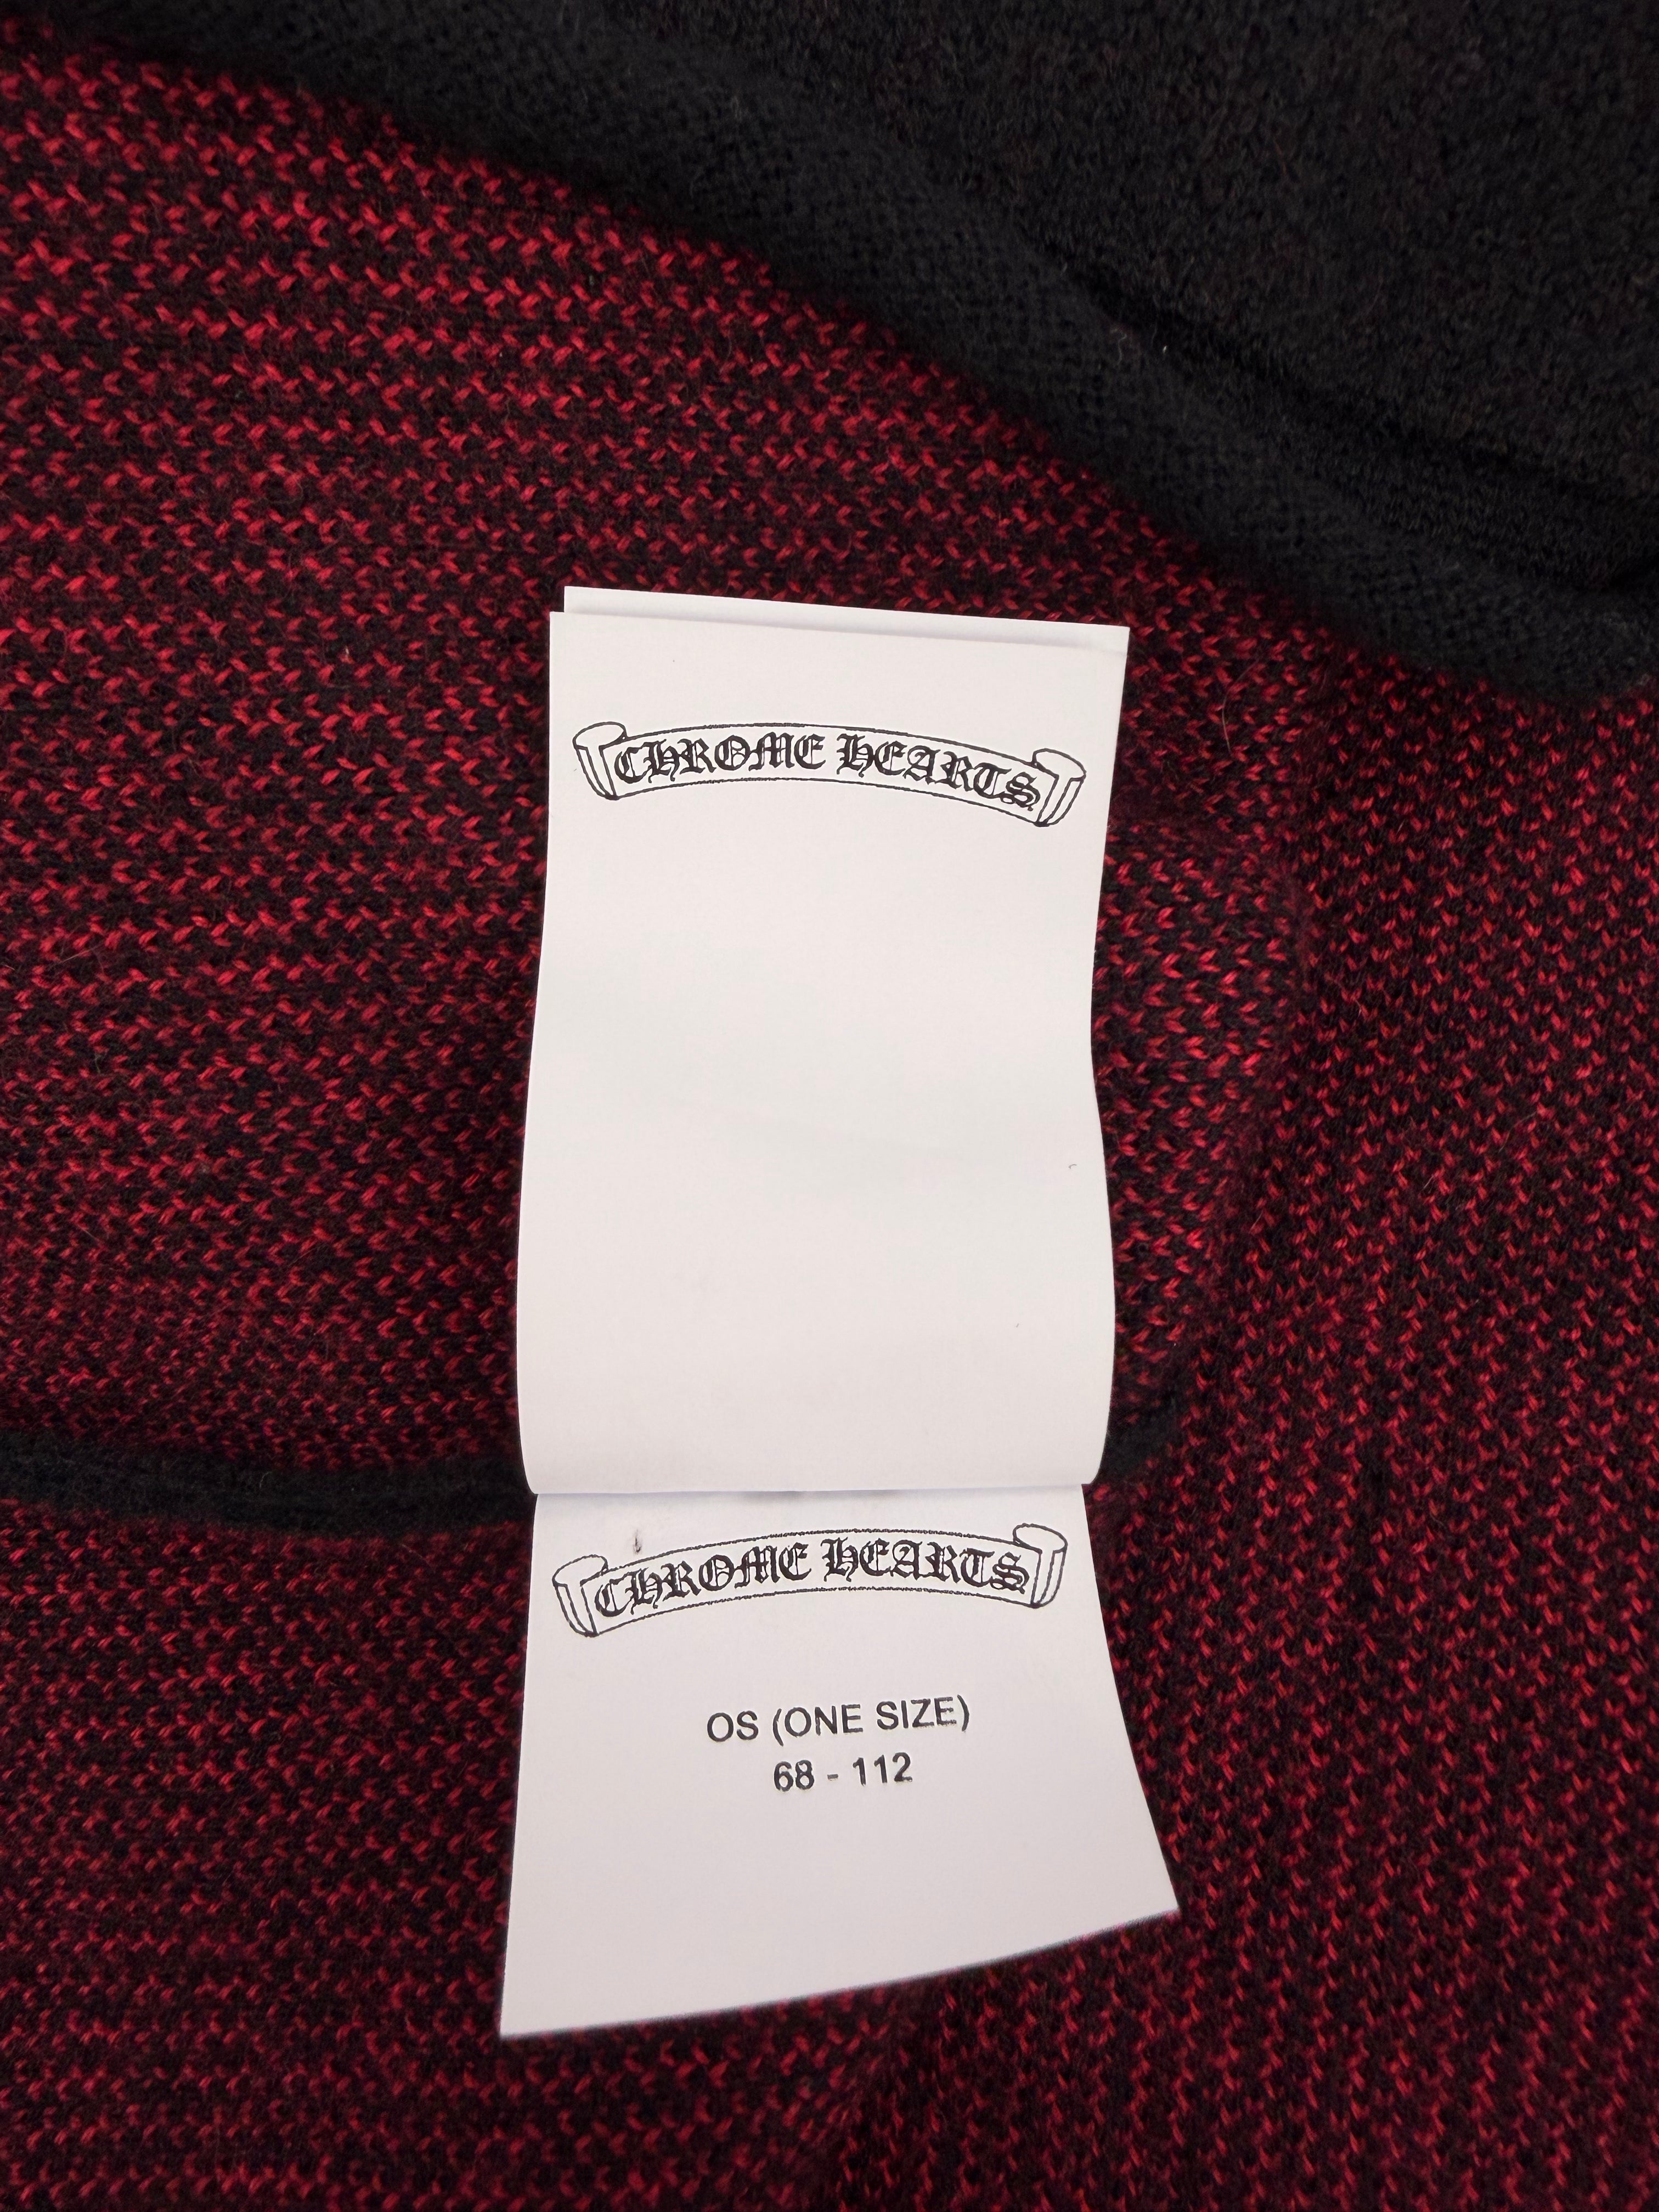 CHROME HEARTS
CHROME HEARTS
OS (ONE SIZE)
68 - 112